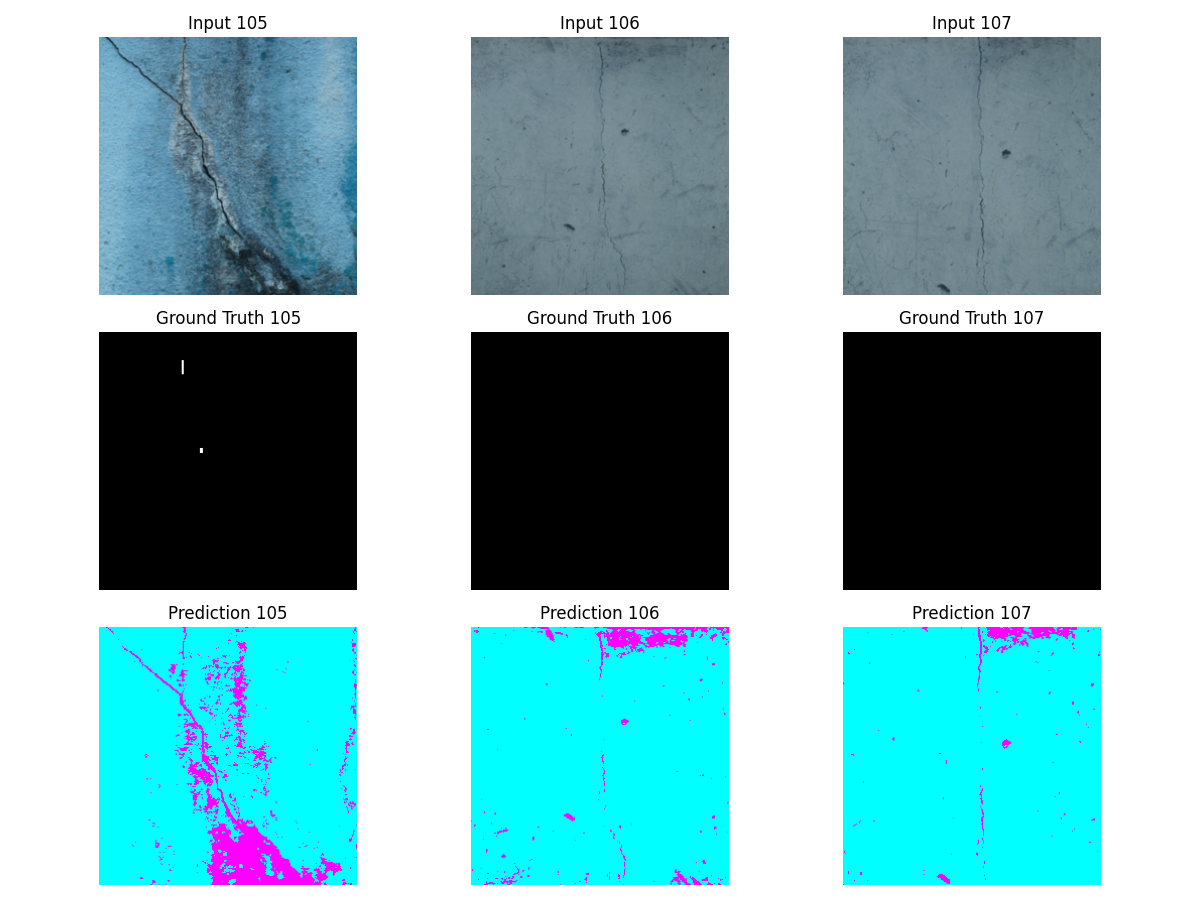 Input 105
Input 106
Input 107
Ground Truth 105
Ground Truth 106
Ground Truth 107
Prediction 105
Prediction 106
Prediction 107